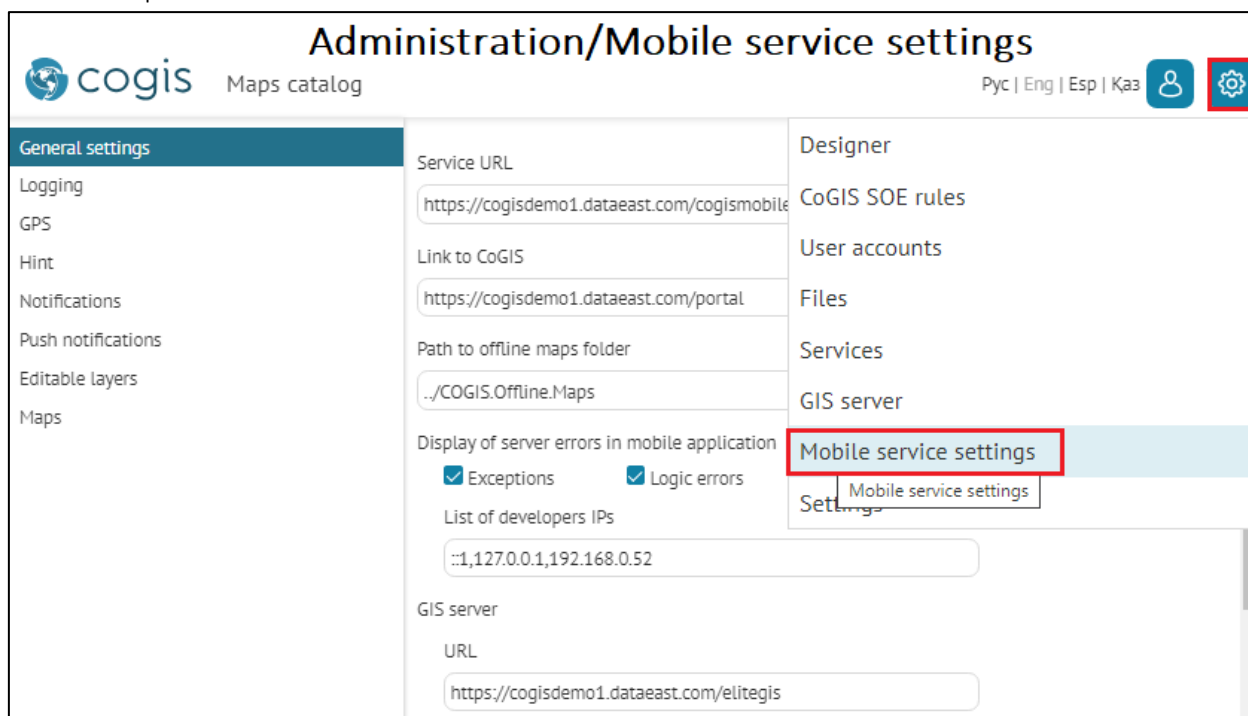 Administration/Mobile service settings
cogis Maps catalog
Рус | Eng | Esp | Қаз
General settings
Logging
GPS
Hint
Notifications
Push notifications
Editable layers
Maps
Service URL
https://cogisdemo1.dataeast.com/cogismobile
Link to CoGIS
https://cogisdemo1.dataeast.com/portal
Path to offline maps folder
../COGIS.Offline.Maps
Display of server errors in mobile application
Exceptions Logic errors
List of developers IPs
::1,127.0.0.1,192.168.0.52
GIS server
URL
https://cogisdemo1.dataeast.com/elitegis
Designer
CoGIS SOE rules
User accounts
Files
Services
GIS server
Mobile service settings
Mobile service settings
Settings